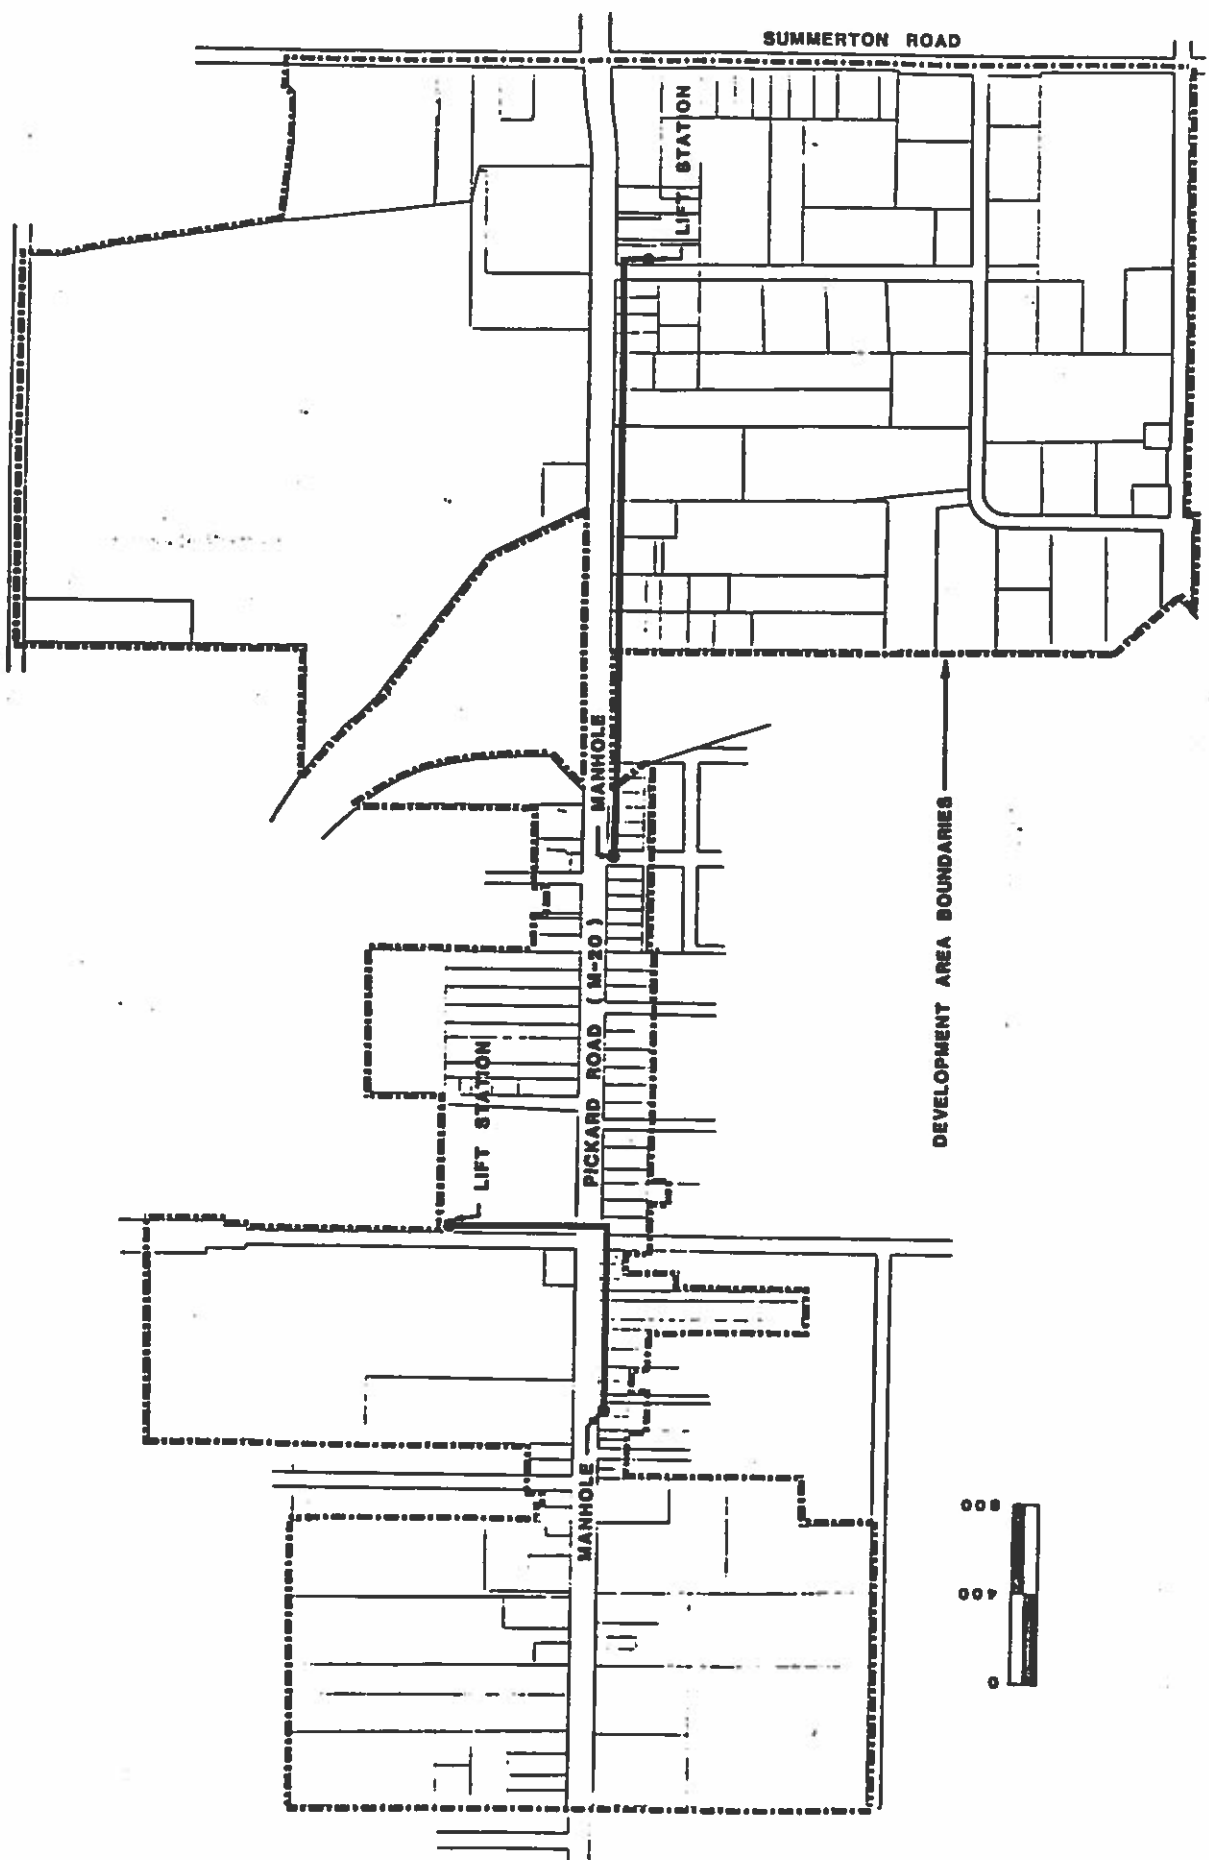 SUMMERTON ROAD
LIFT STATION
MANHOLE
PICKARD ROAD (M-20)
LIFT STATION
DEVELOPMENT AREA BOUNDARIES
MANHOLE
800
400
0